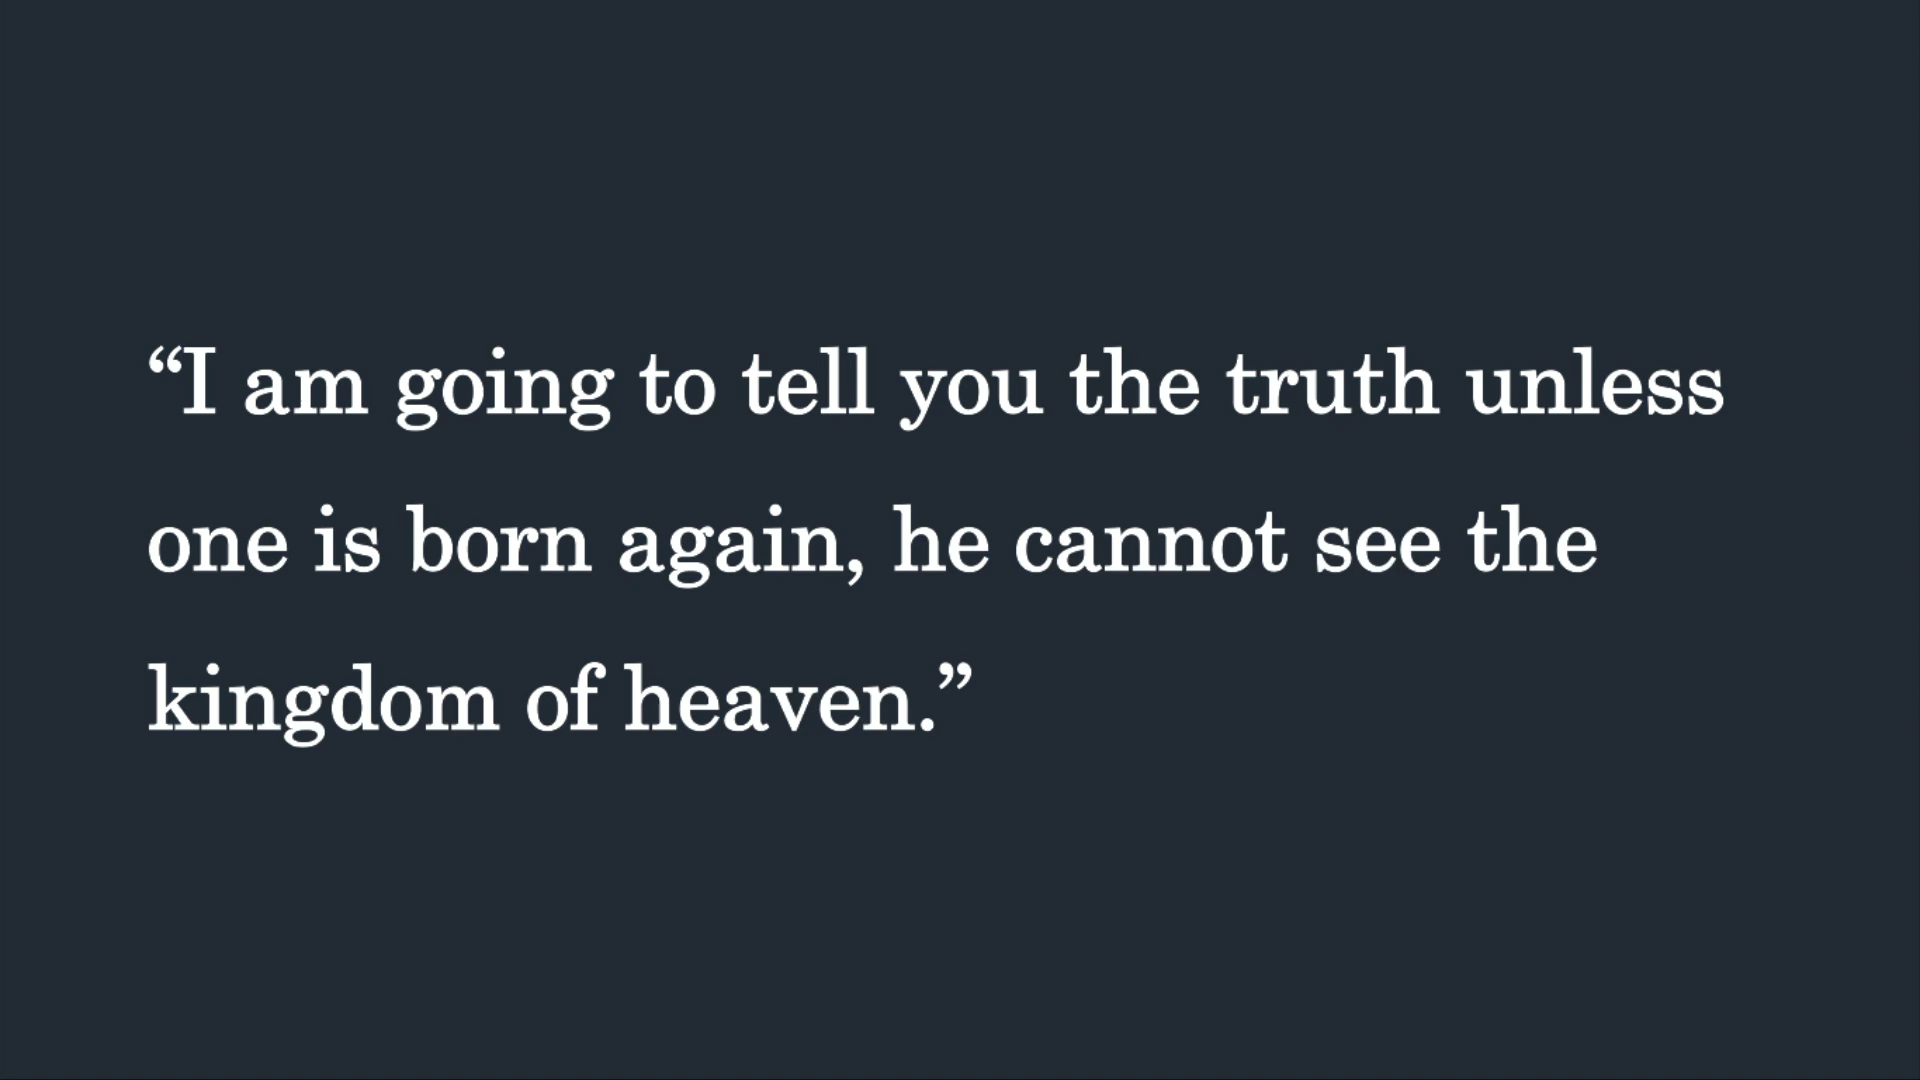 “I am going to tell you the truth unless
one is born again, he cannot see the
kingdom of heaven.”